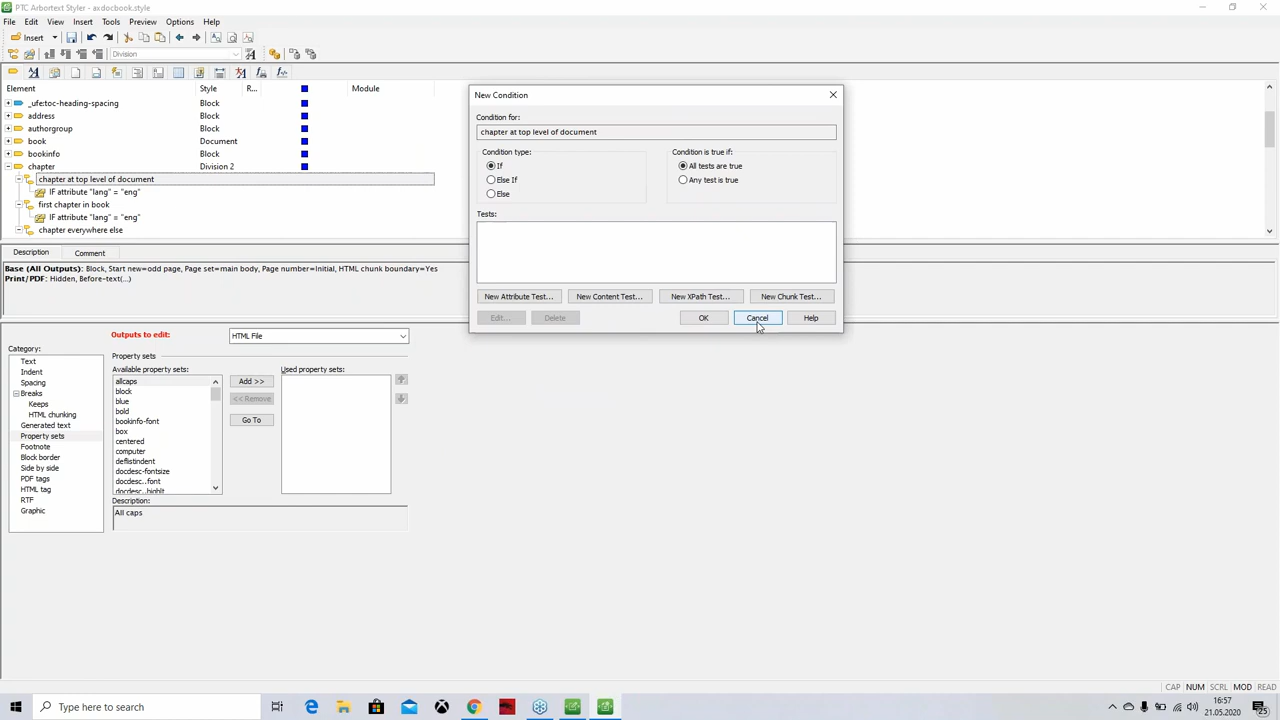 PTC Arbortext Styler - axdocbook.style
File Edit View Insert Tools Preview Options Help
Insert
Division
Element Style R... Module
_ufe:toc-heading-spacing Block
address Block
authorgroup Block
book Document
bookinfo Block
chapter Division 2
chapter at top level of document
IF attribute "lang" = "eng"
first chapter in book
IF attribute "lang" = "eng"
chapter everywhere else
Description Comment
Base (All Outputs): Block, Start new=odd page, Page set=main body, Page number=Initial, HTML chunk boundary=Yes
Print/PDF: Hidden, Before-text(...)
Outputs to edit: HTML File
Category:
Text
Indent
Spacing
Breaks
Keeps
HTML chunking
Generated text
Property sets
Footnote
Block border
Side by side
PDF tags
HTML tag
RTF
Graphic
Property sets
Available property sets:
allcaps
block
blue
bold
bookinfo-font
box
centered
computer
deflistindent
docdesc-fontsize
docdesc..font
docdesc..highlt
Add >>
<< Remove
Go To
Used property sets:
Description:
All caps
New Condition
Condition for:
chapter at top level of document
Condition type:
If
Else If
Else
Condition is true if:
All tests are true
Any test is true
Tests:
New Attribute Test... New Content Test... New XPath Test... New Chunk Test...
Edit... Delete OK Cancel Help
CAP NUM SCRL MOD READ
Type here to search
16:57
21.05.2020
25